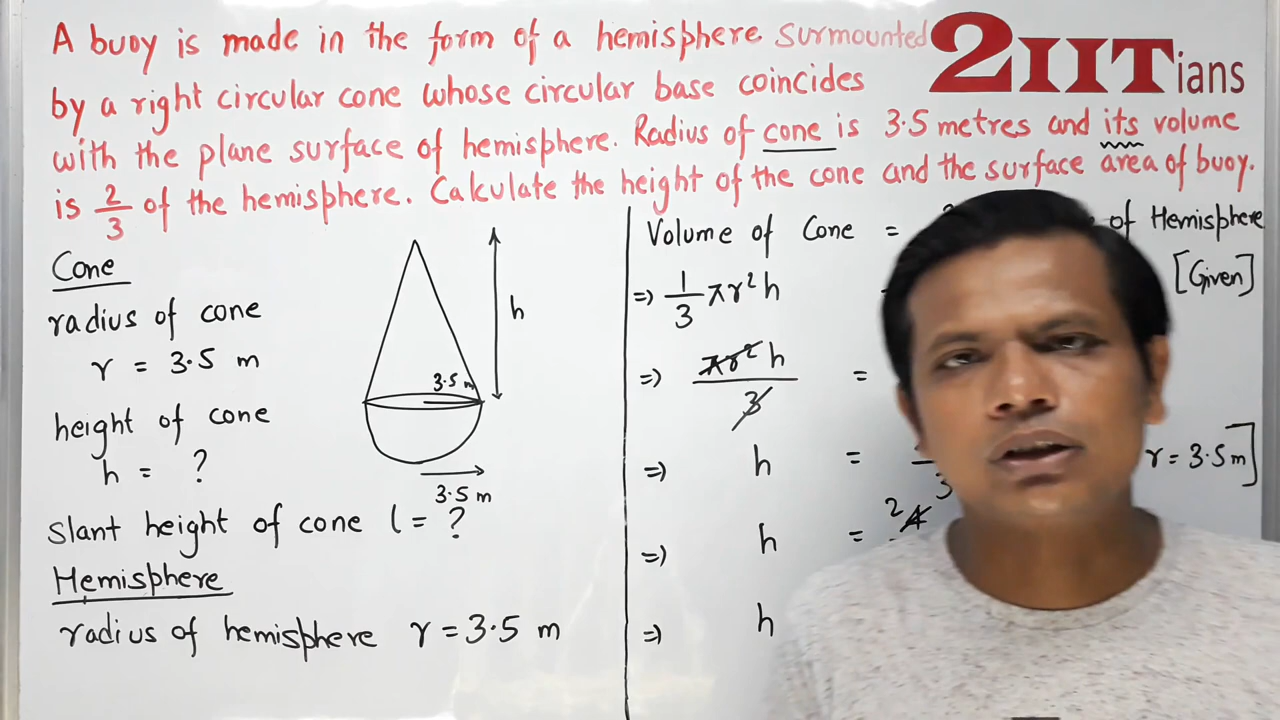 A buoy is made in the form of a hemisphere surmounted
by a right circular cone whose circular base coincides
with the plane surface of hemisphere. Radius of cone is 3.5 metres and its volume
is 2/3 of the hemisphere. Calculate the height of the cone and the surface area of buoy.
2IITians
Cone
radius of cone
r = 3.5 m
height of cone
h = ?
Slant height of cone l = ?
Hemisphere
radius of hemisphere r = 3.5 m
h
3.5 m
3.5 m
Volume of Cone = of Hemisphere
=) 1/3 πr²h [Given]
=) πr²h/3 =
=) h = 3 r = 3.5m]
=) h = 2 4
=) h